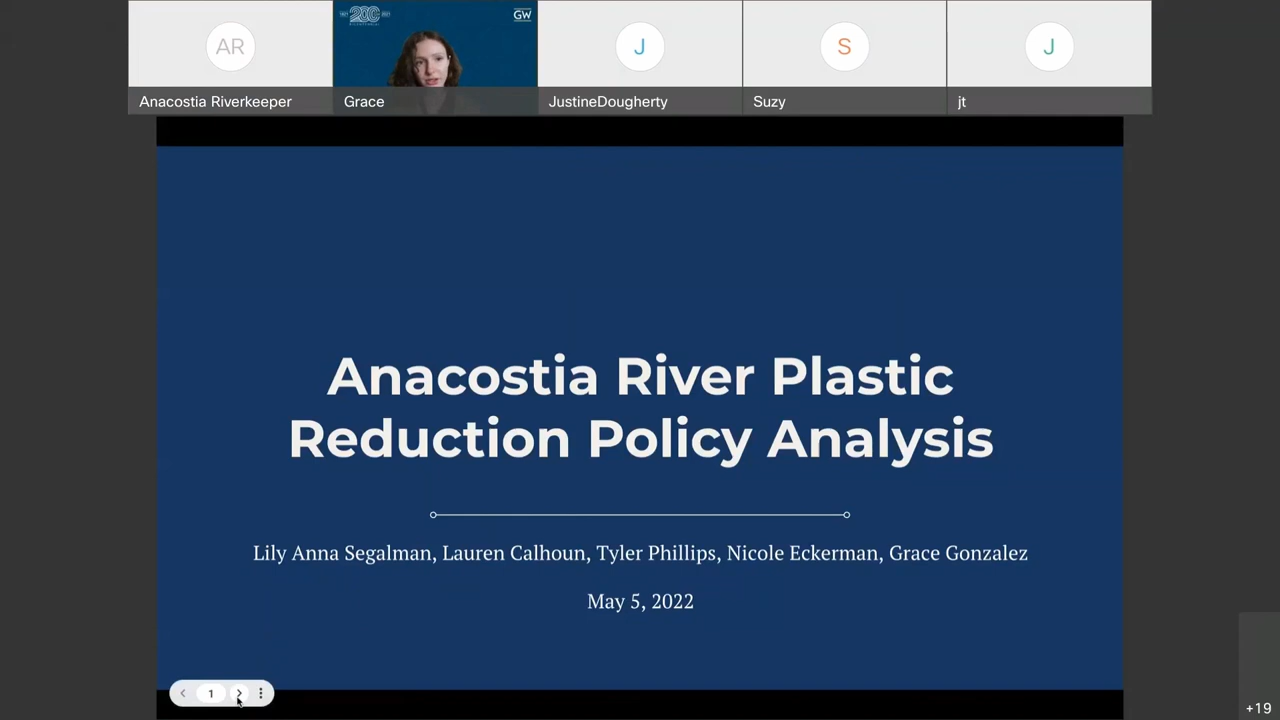 AR
Anacostia Riverkeeper
GW
Grace
J
JustineDougherty
S
Suzy
J
jt
Anacostia River Plastic
Reduction Policy Analysis
Lily Anna Segalman, Lauren Calhoun, Tyler Phillips, Nicole Eckerman, Grace Gonzalez
May 5, 2022
1
+19